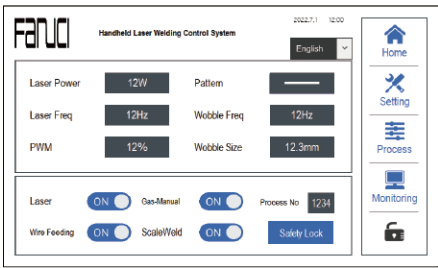 Fanuci
Handheld Laser Welding Control System
2022.7.1 12:00
English
Home
Laser Power 12W Pattern
Setting
Laser Freq 12Hz Wobble Freq 12Hz
PWM 12% Wobble Size 12.3mm
Process
Laser ON Gas-Manual ON Process No 1234
Monitoring
Wire Feeding ON ScaleWeld ON Safety Lock